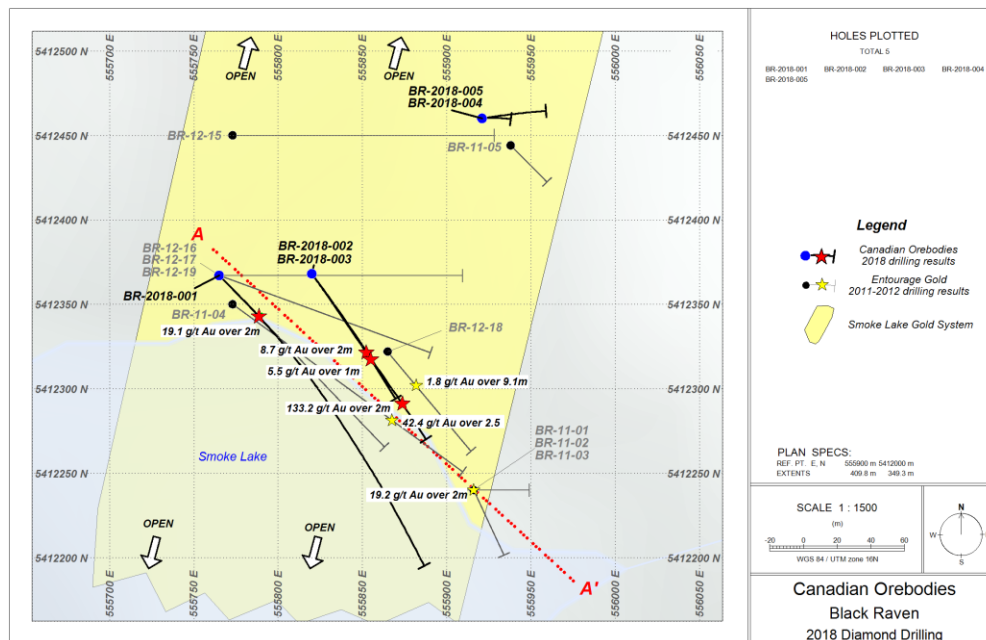 5412500 N
5412450 N
5412400 N
5412350 N
5412300 N
5412250 N
5412200 N
555700 E
555750 E
555800 E
555850 E
555900 E
555950 E
556000 E
OPEN
OPEN
BR-2018-005
BR-2018-004
BR-12-15
BR-11-05
A
BR-12-16
BR-12-17
BR-12-19
BR-2018-002
BR-2018-003
BR-2018-001
BR-11-04
19.1 g/t Au over 2m
BR-12-18
8.7 g/t Au over 2m
5.5 g/t Au over 1m
1.8 g/t Au over 9.1m
133.2 g/t Au over 2m
42.4 g/t Au over 2.5
BR-11-01
BR-11-02
BR-11-03
Smoke Lake
19.2 g/t Au over 2m
OPEN
OPEN
A'
555700 E
555750 E
555800 E
555850 E
555900 E
555950 E
556000 E
HOLES PLOTTED
TOTAL 5
BR-2018-001 BR-2018-002 BR-2018-003 BR-2018-004
BR-2018-005
Legend
Canadian Orebodies
2018 drilling results
Entourage Gold
2011-2012 drilling results
Smoke Lake Gold System
PLAN SPECS:
REF. PT. E, N 555900 m 5412000 m
EXTENTS 409.8 m 349.3 m
SCALE 1 : 1500
(m)
-20 0 20 40 60
WGS 84 / UTM zone 16N
N
W
S
Canadian Orebodies
Black Raven
2018 Diamond Drilling